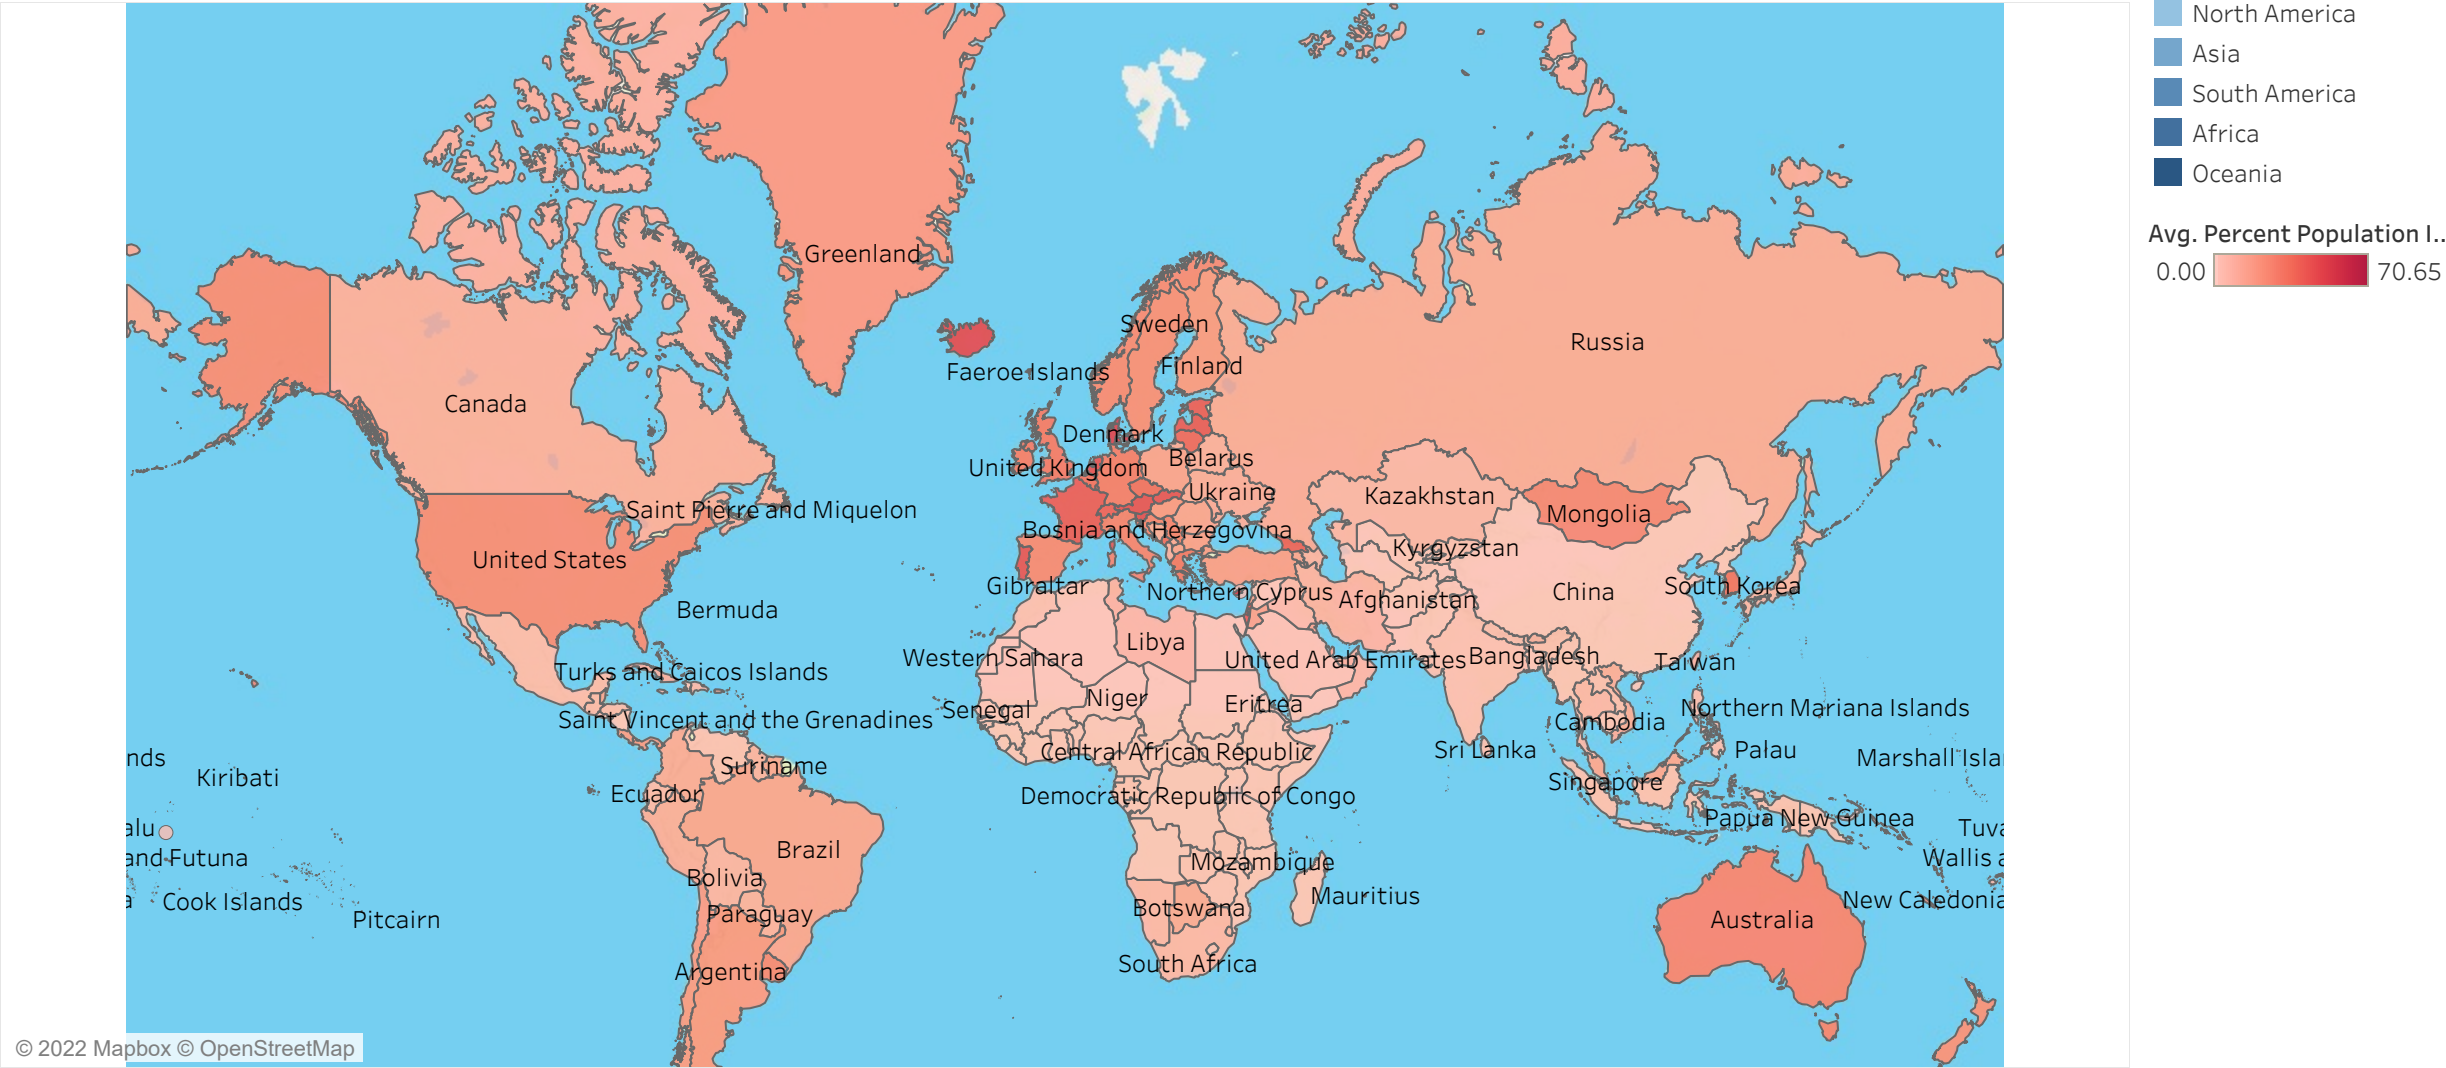 North America
Asia
South America
Africa
Oceania
Avg. Percent Population I..
0.00 70.65
Greenland
Sweden
Russia
Finland
Faeroe Islands
Canada
Denmark
Belarus
United Kingdom
Ukraine
Kazakhstan
Saint Pierre and Miquelon
Mongolia
Bosnia and Herzegovina
Kyrgyzstan
United States
Gibraltar
Northern Cyprus
Afghanistan
China
South Korea
Bermuda
Libya
Western Sahara
United Arab Emirates
Bangladesh
Taiwan
Turks and Caicos Islands
Niger
Eritrea
Senegal
Northern Mariana Islands
Saint Vincent and the Grenadines
Cambodia
Central African Republic
Sri Lanka
Palau
nds
Marshall Islan
Suriname
Kiribati
Singapore
Ecuador
Democratic Republic of Congo
Papua New Guinea
alu
Tuva
Brazil
and Futuna
Wallis a
Mozambique
Bolivia
Mauritius
a
Cook Islands
New Caledonia
Botswana
Paraguay
Pitcairn
Australia
South Africa
Argentina
© 2022 Mapbox © OpenStreetMap